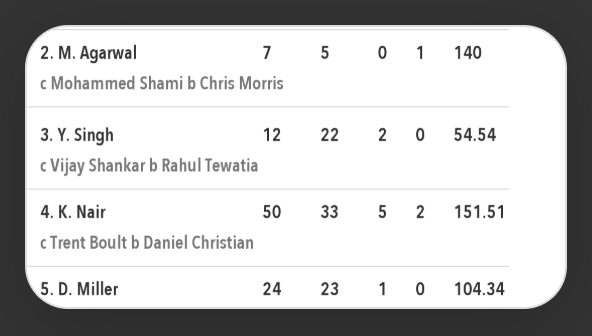 2. M. Agarwal 7 5 0 1 140
c Mohammed Shami b Chris Morris
3. Y. Singh 12 22 2 0 54.54
c Vijay Shankar b Rahul Tewatia
4. K. Nair 50 33 5 2 151.51
c Trent Boult b Daniel Christian
5. D. Miller 24 23 1 0 104.34